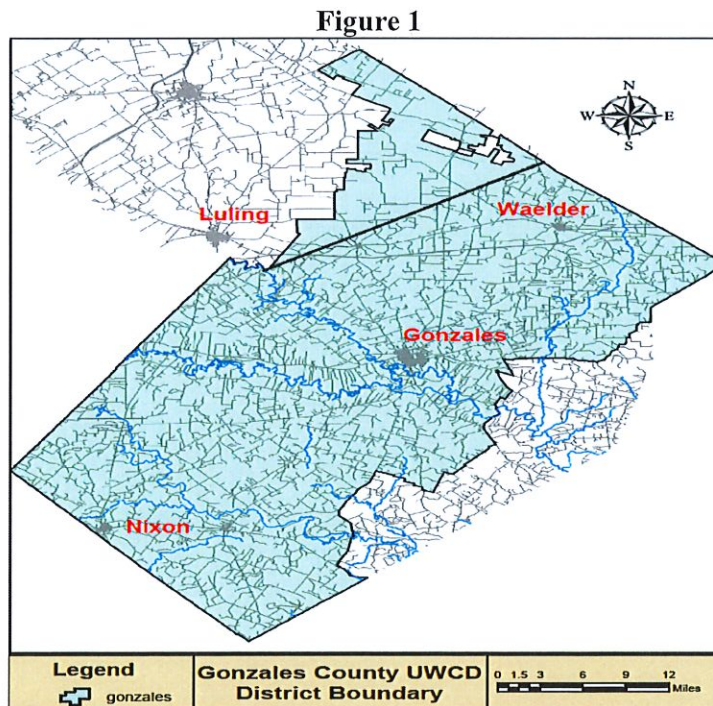 Figure 1
N
W E
S
Luling
Waelder
Gonzales
Nixon
Legend
gonzales
Gonzales County UWCD
District Boundary
0 1.5 3 6 9 12
Miles